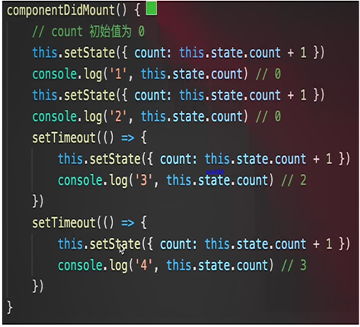 componentDidMount() {
// count 初始值为 0
this.setState({ count: this.state.count + 1 })
console.log('1', this.state.count) // 0
this.setState({ count: this.state.count + 1 })
console.log('2', this.state.count) // 0
setTimeout(() => {
this.setState({ count: this.state.count + 1 })
console.log('3', this.state.count) // 2
})
setTimeout(() => {
this.setState({ count: this.state.count + 1 })
console.log('4', this.state.count) // 3
})
}